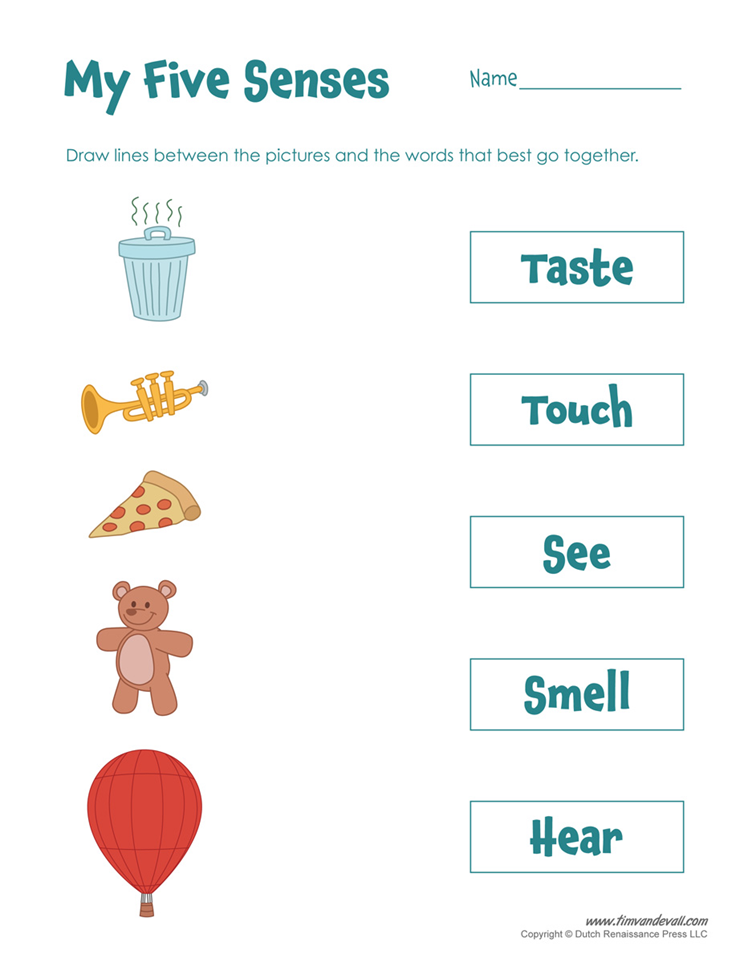 My Five Senses
Name
Draw lines between the pictures and the words that best go together.
Taste
Touch
See
Smell
Hear
www.timvandevall.com
Copyright © Dutch Renaissance Press LLC